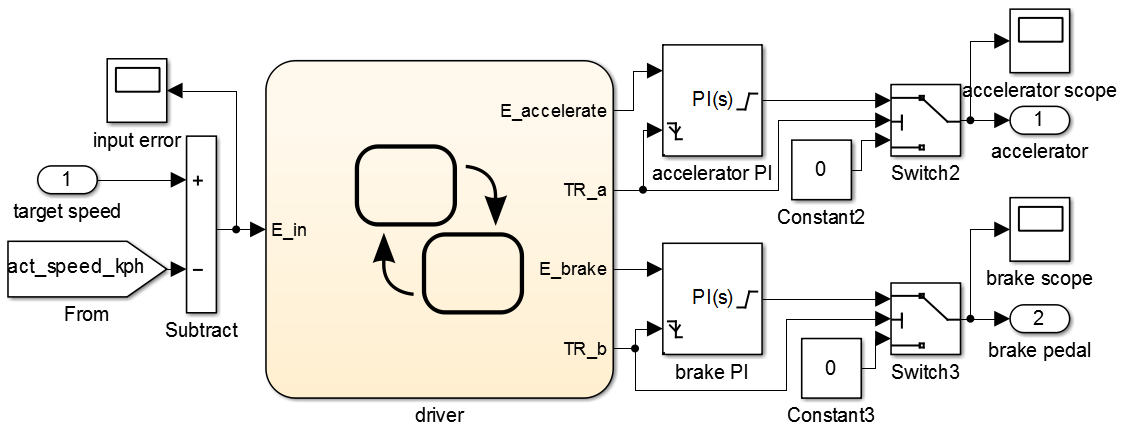 input error
1
target speed
act_speed_kph
From
+
−
Subtract
E_in
E_accelerate
TR_a
E_brake
TR_b
driver
PI(s)
accelerator PI
0
Constant2
Switch2
accelerator scope
1
accelerator
PI(s)
brake PI
0
Constant3
Switch3
brake scope
2
brake pedal